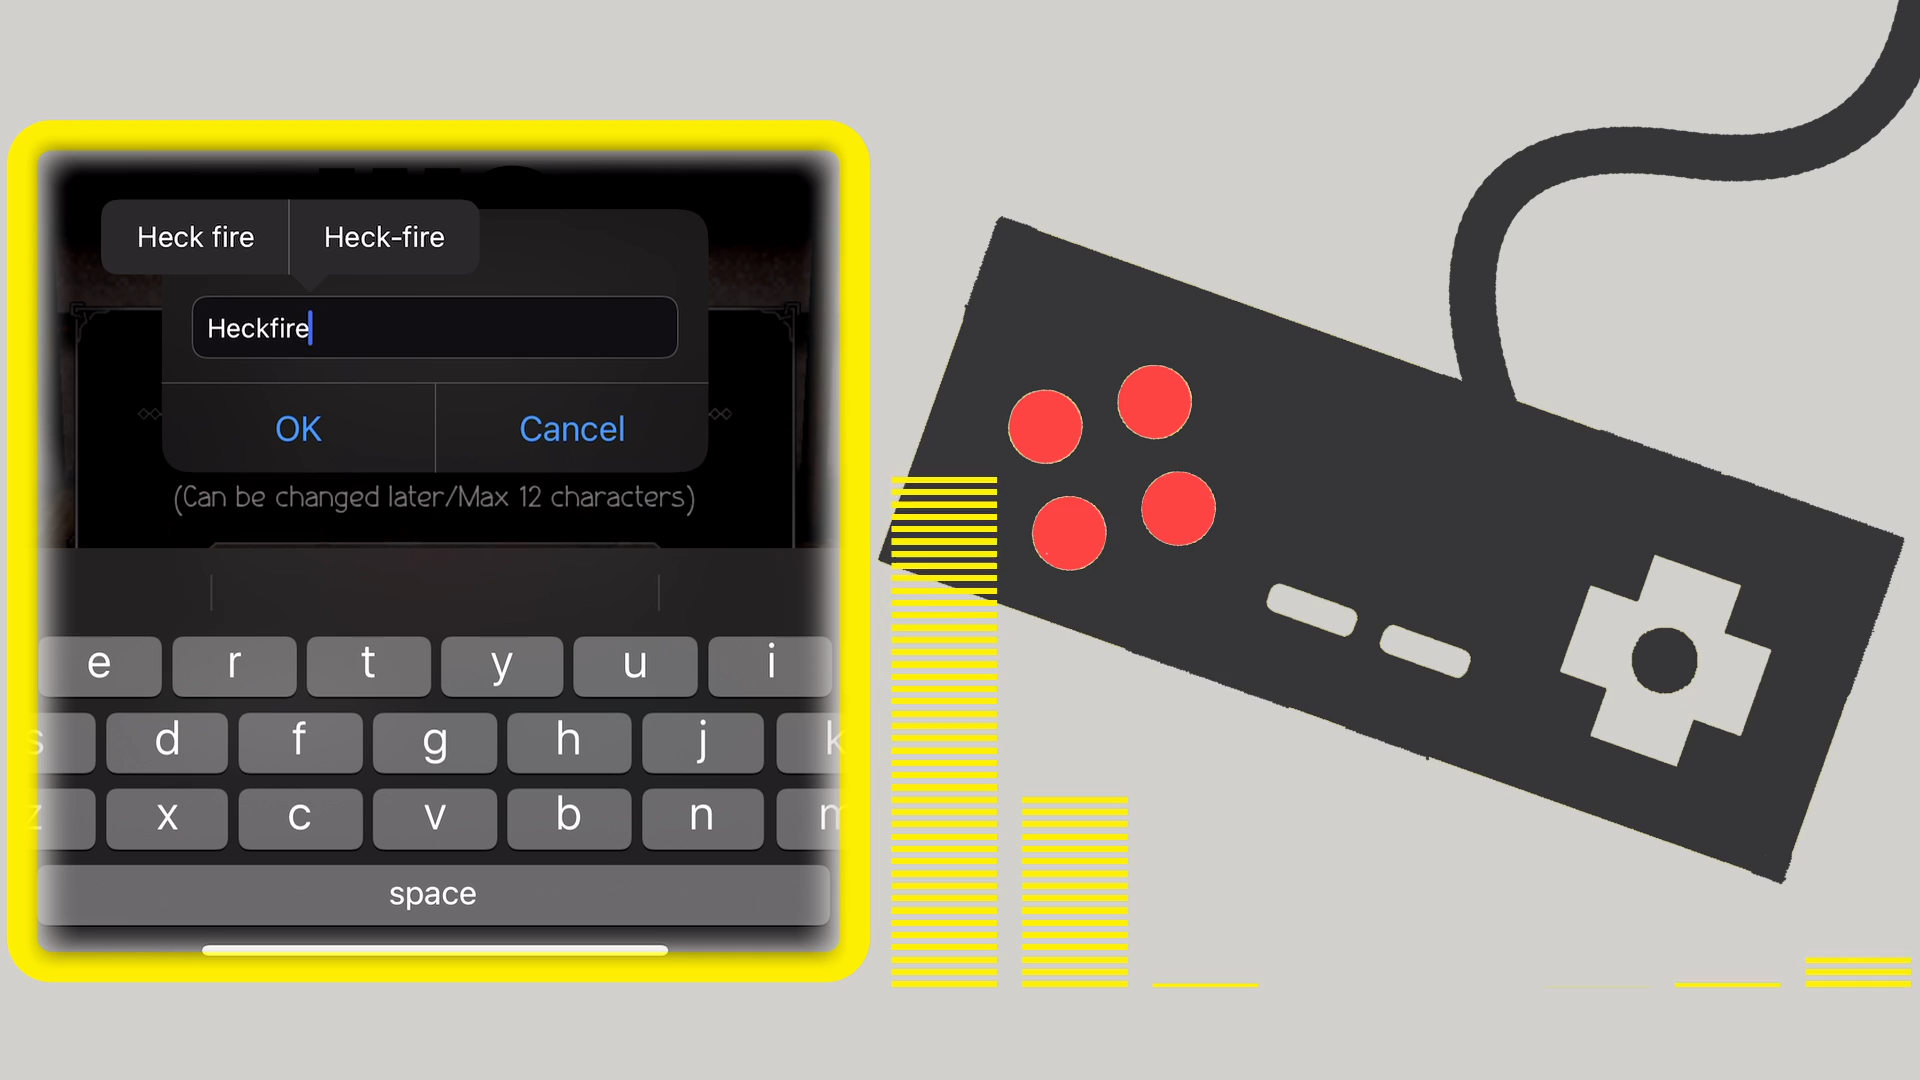 Heck fire Heck-fire
Heckfire
OK Cancel
(Can be changed later/Max 12 characters)
e r t y u i
s d f g h j k
z x c v b n m
space